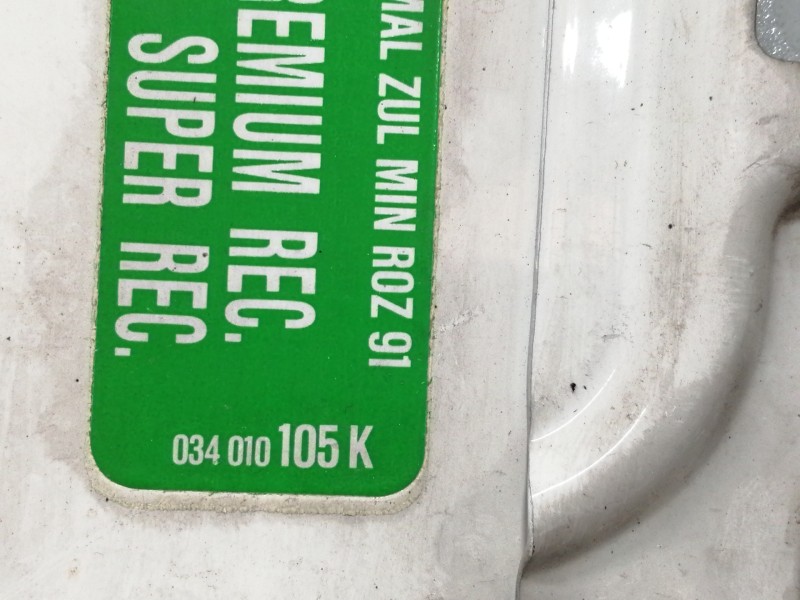 MAL ZUL MIN ROZ 91
REMIUM REC.
SUPER REC.
034 010 105 K